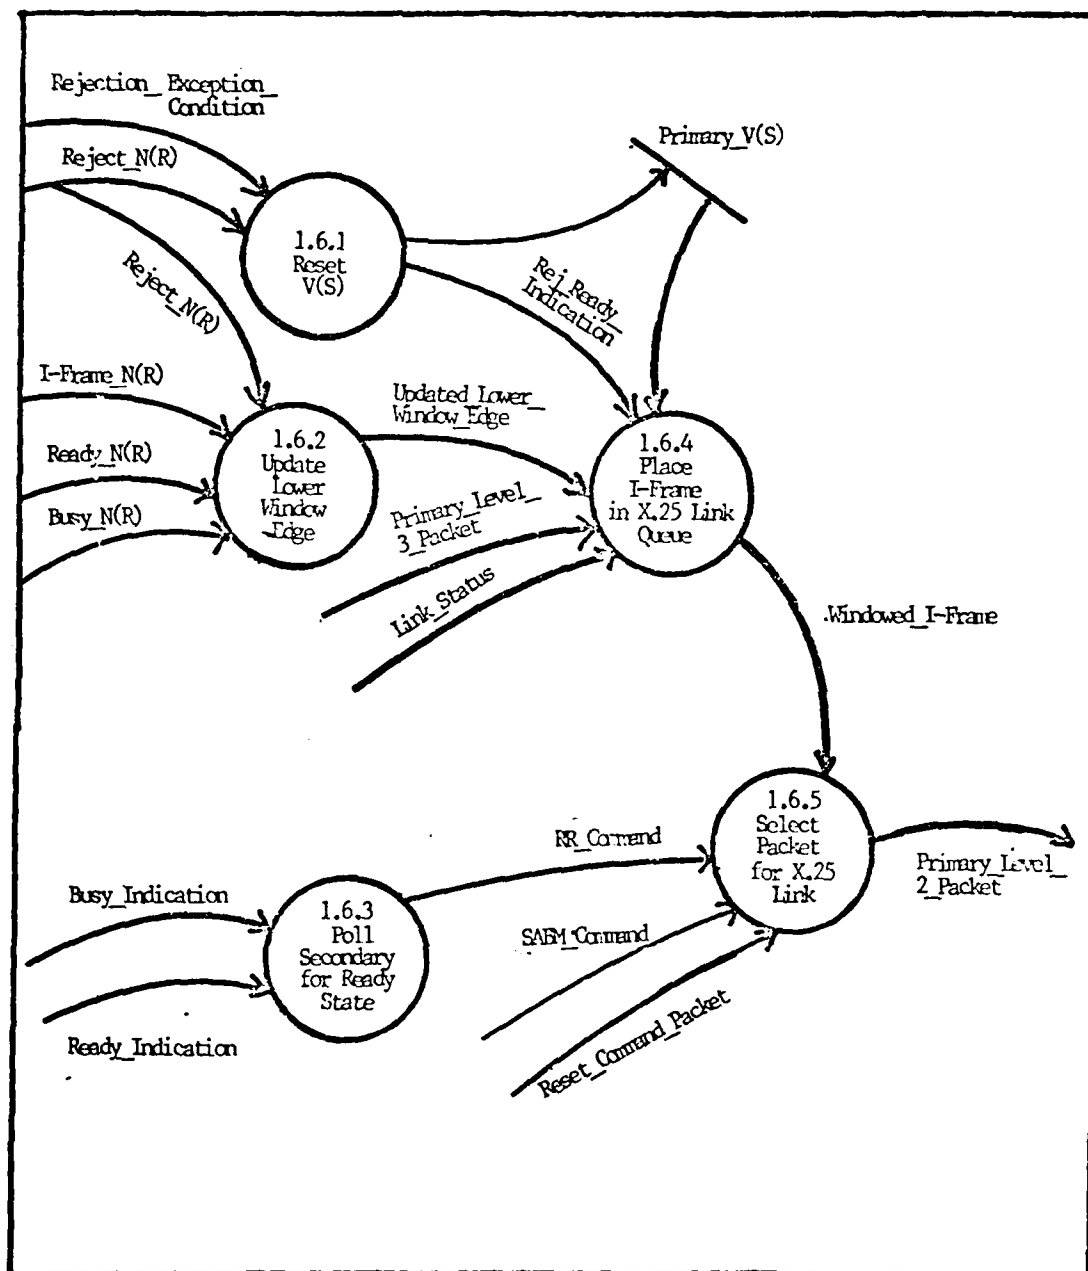 Rejection_Exception_
Condition
Reject_N(R)
Primary_V(S)
1.6.1
Reset
V(S)
Reject_N(R)
Rej_Ready_
Indication
I-Frame_N(R)
Updated_Lower_
Window_Edge
1.6.2
Update
Lower
Window
Edge
1.6.4
Place
I-Frame
in X.25 Link
Queue
Ready_N(R)
Busy_N(R)
Primary_Level_
3_Packet
Link_Status
Windowed_I-Frame
1.6.5
Select
Packet
for X.25
Link
RR_Command
Primary_Level_
2_Packet
Busy_Indication
1.6.3
Poll
Secondary
for Ready
State
SABM_Command
Ready_Indication
Reset_Command_Packet